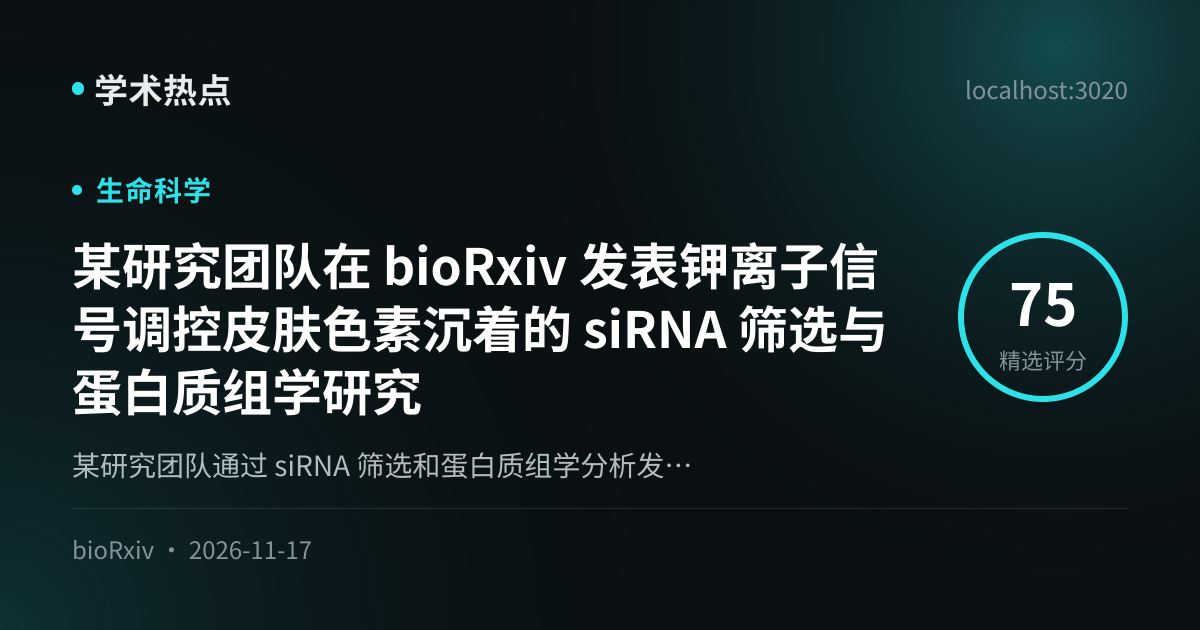 学术热点
localhost:3020
生命科学
某研究团队在 bioRxiv 发表钾离子信
号调控皮肤色素沉着的 siRNA 筛选与
蛋白质组学研究
75
精选评分
某研究团队通过 siRNA 筛选和蛋白质组学分析发…
bioRxiv · 2026-11-17